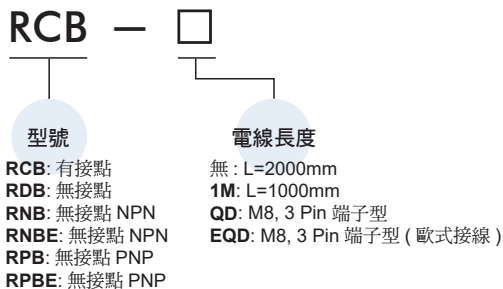 RCB — □
型號
RCB: 有接點
RDB: 無接點
RNB: 無接點 NPN
RNBE: 無接點 NPN
RPB: 無接點 PNP
RPBE: 無接點 PNP
電線長度
無 : L=2000mm
1M: L=1000mm
QD: M8, 3 Pin 端子型
EQD: M8, 3 Pin 端子型 ( 歐式接線 )